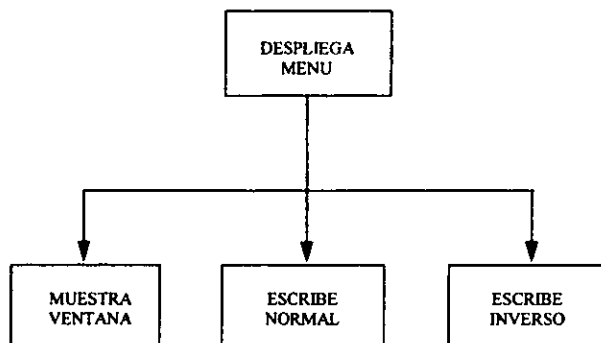 DESPLIEGA
MENU
MUESTRA
VENTANA
ESCRIBE
NORMAL
ESCRIBE
INVERSO